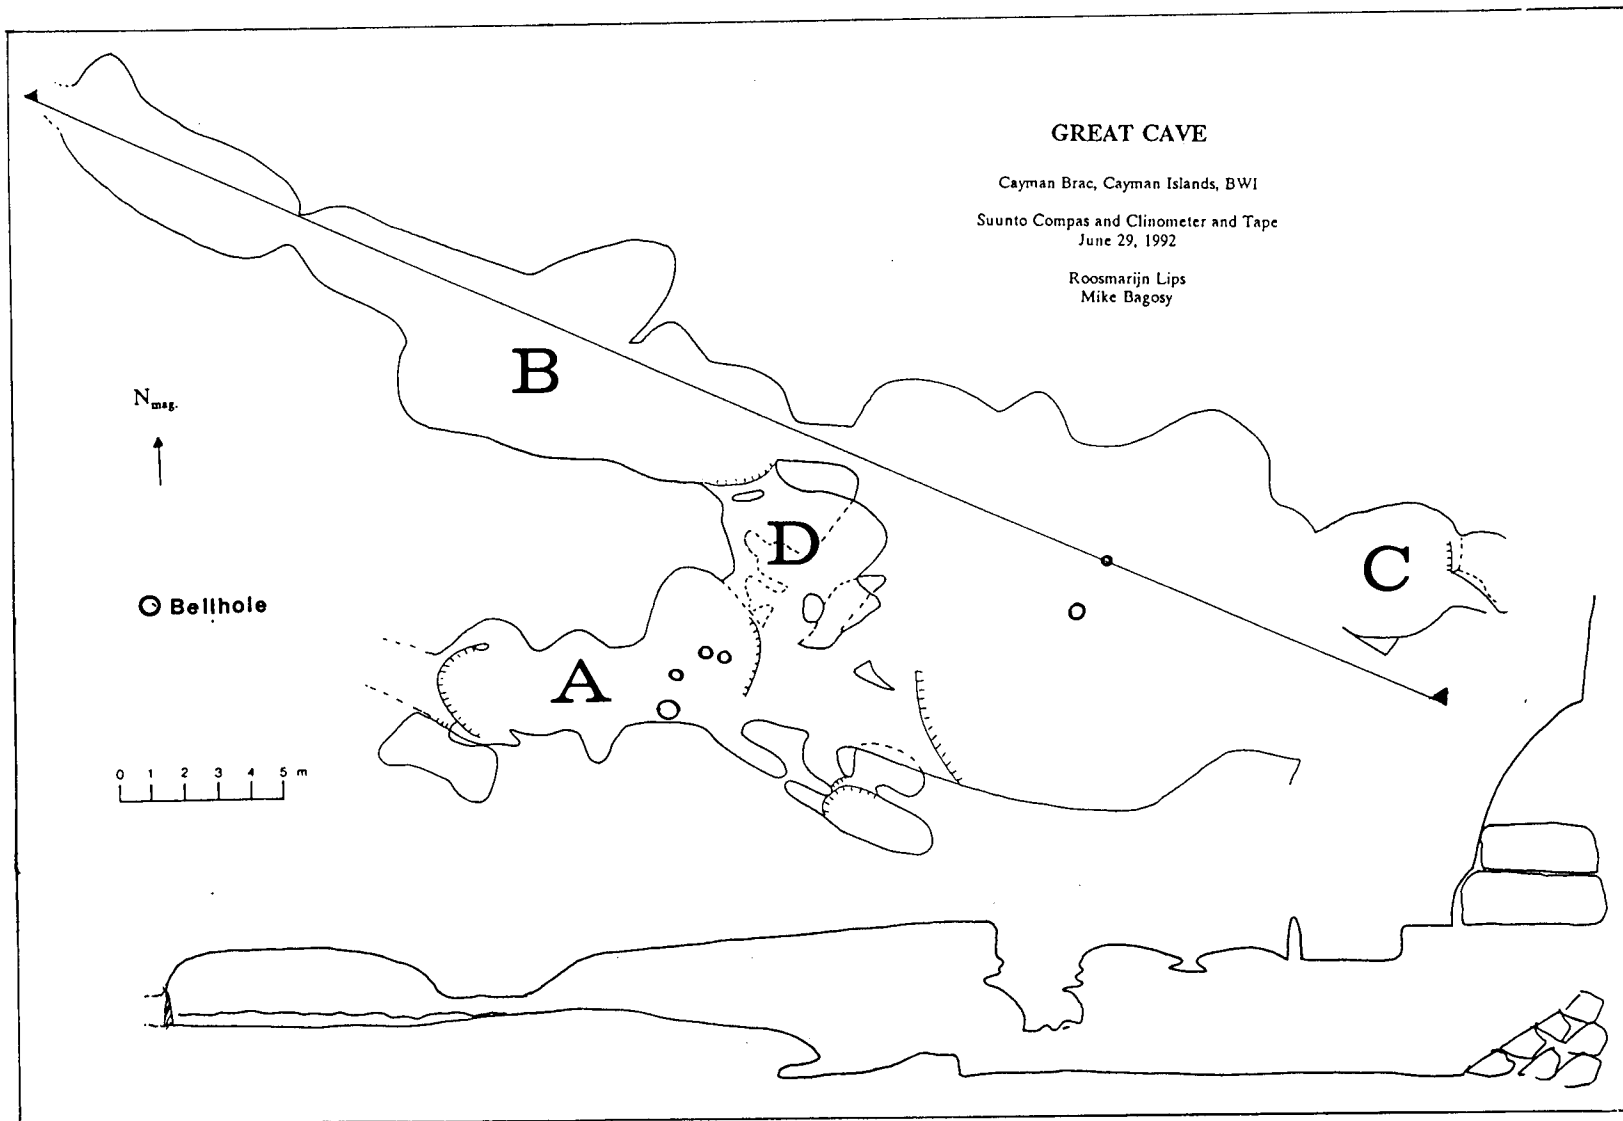 GREAT CAVE
Cayman Brac, Cayman Islands, BWI
Suunto Compas and Clinometer and Tape
June 29, 1992
Roosmarijn Lips
Mike Bagosy
B
N mag.
D
C
Bellhole
A
0 1 2 3 4 5 m